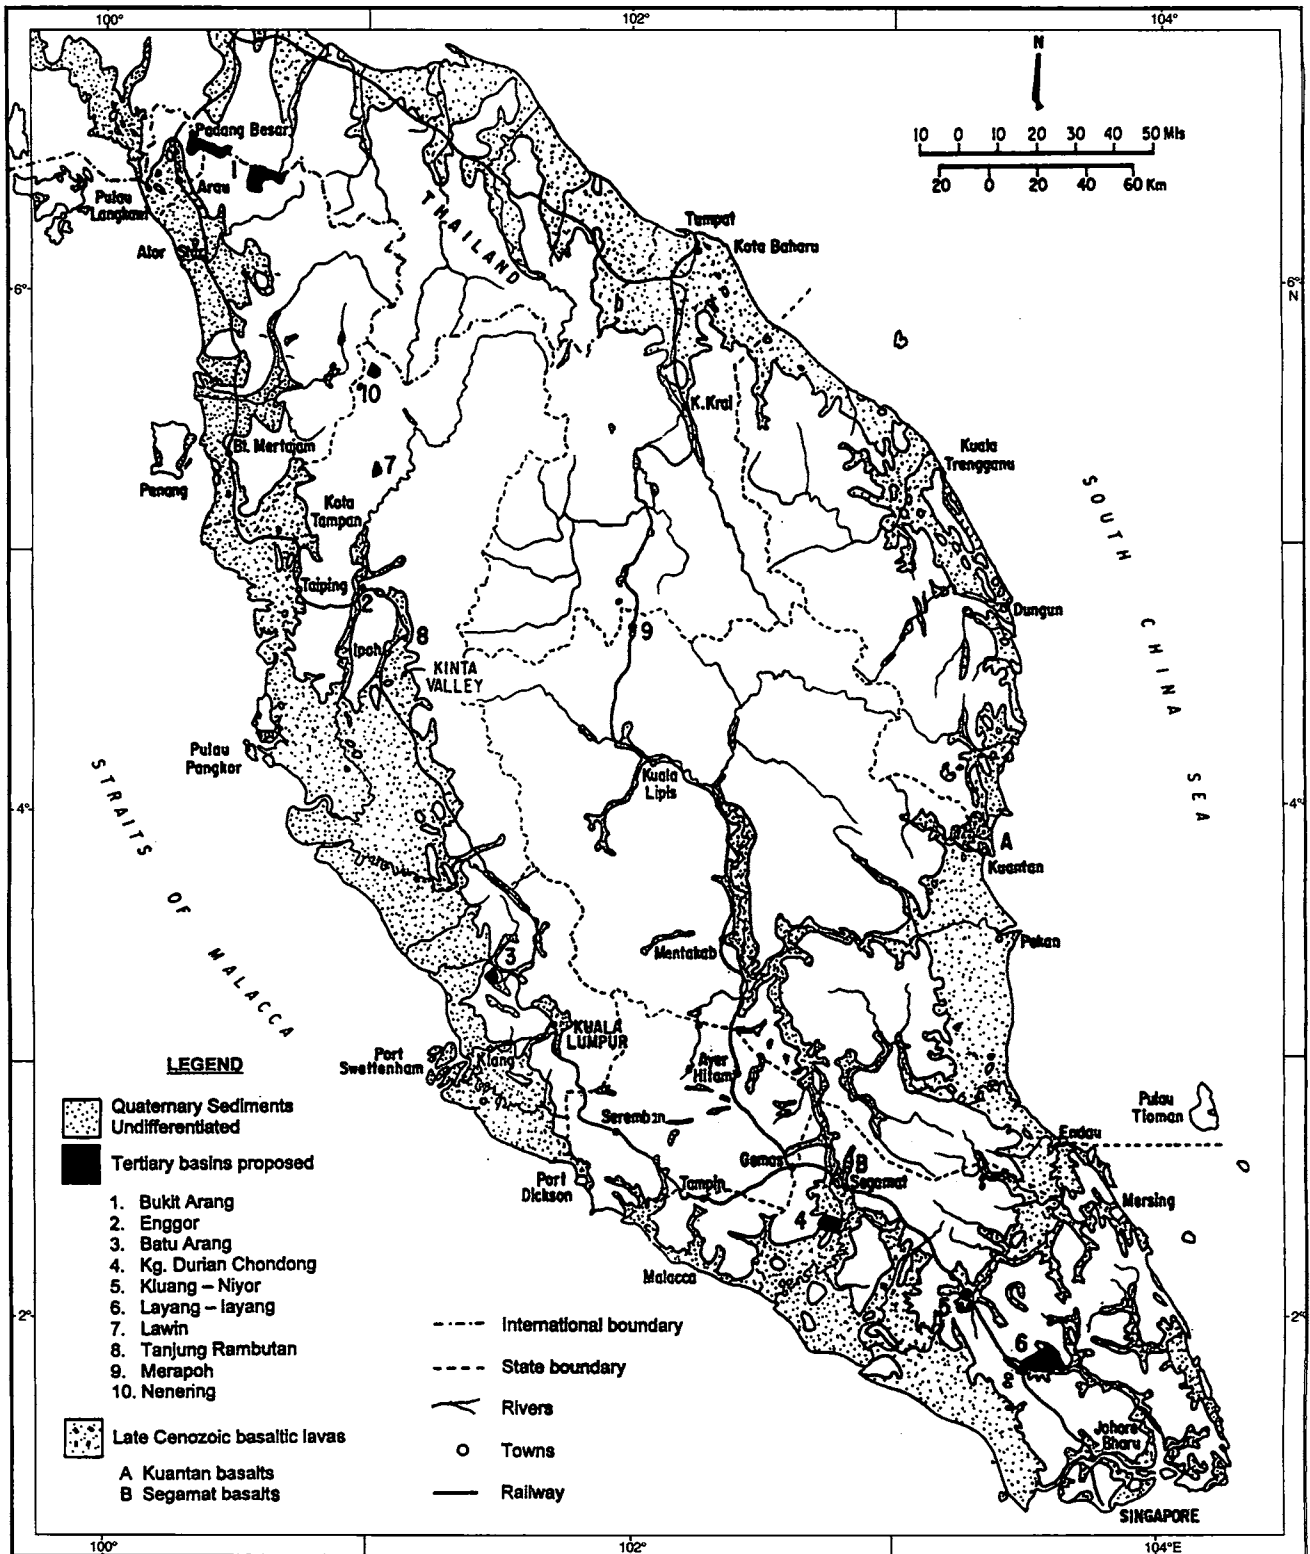 100°
102°
104°
N
10 0 10 20 30 40 50 Mls
20 0 20 40 60 Km
Padang Besar
1
Arau
Pulau
Langkawi
Alor Star
THAILAND
Tumpat
Kota Baharu
6°
6°
N
10
K.Krai
Bt. Mertajam
7
Penang
Kota
Tampan
Kuala
Trengganu
SOUTH CHINA SEA
Taiping
2
Dungun
8
9
Ipoh
KINTA
VALLEY
Pulau
Pangkor
Kuala
Lipis
STRAITS OF MALACCA
4°
4°
A
Kuantan
Pekan
Mentakab
3
KUALA
LUMPUR
Port
Swettenham
Klang
Ayer
Hitam
LEGEND
Quaternary Sediments
Undifferentiated
Seremban
Pulau
Tioman
Endau
Tertiary basins proposed
Gemas
B
Segamat
Port
Dickson
Tampin
Mersing
1. Bukit Arang
2. Enggor
3. Batu Arang
4. Kg. Durian Chondong
5. Kluang – Niyor
6. Layang – layang
7. Lawin
8. Tanjung Rambutan
9. Merapoh
10. Nenering
4
Malacca
5
2°
2°
6
International boundary
State boundary
Rivers
Towns
Railway
Late Cenozoic basaltic lavas
A Kuantan basalts
B Segamat basalts
Johore
Bharu
SINGAPORE
100°
102°
104°E